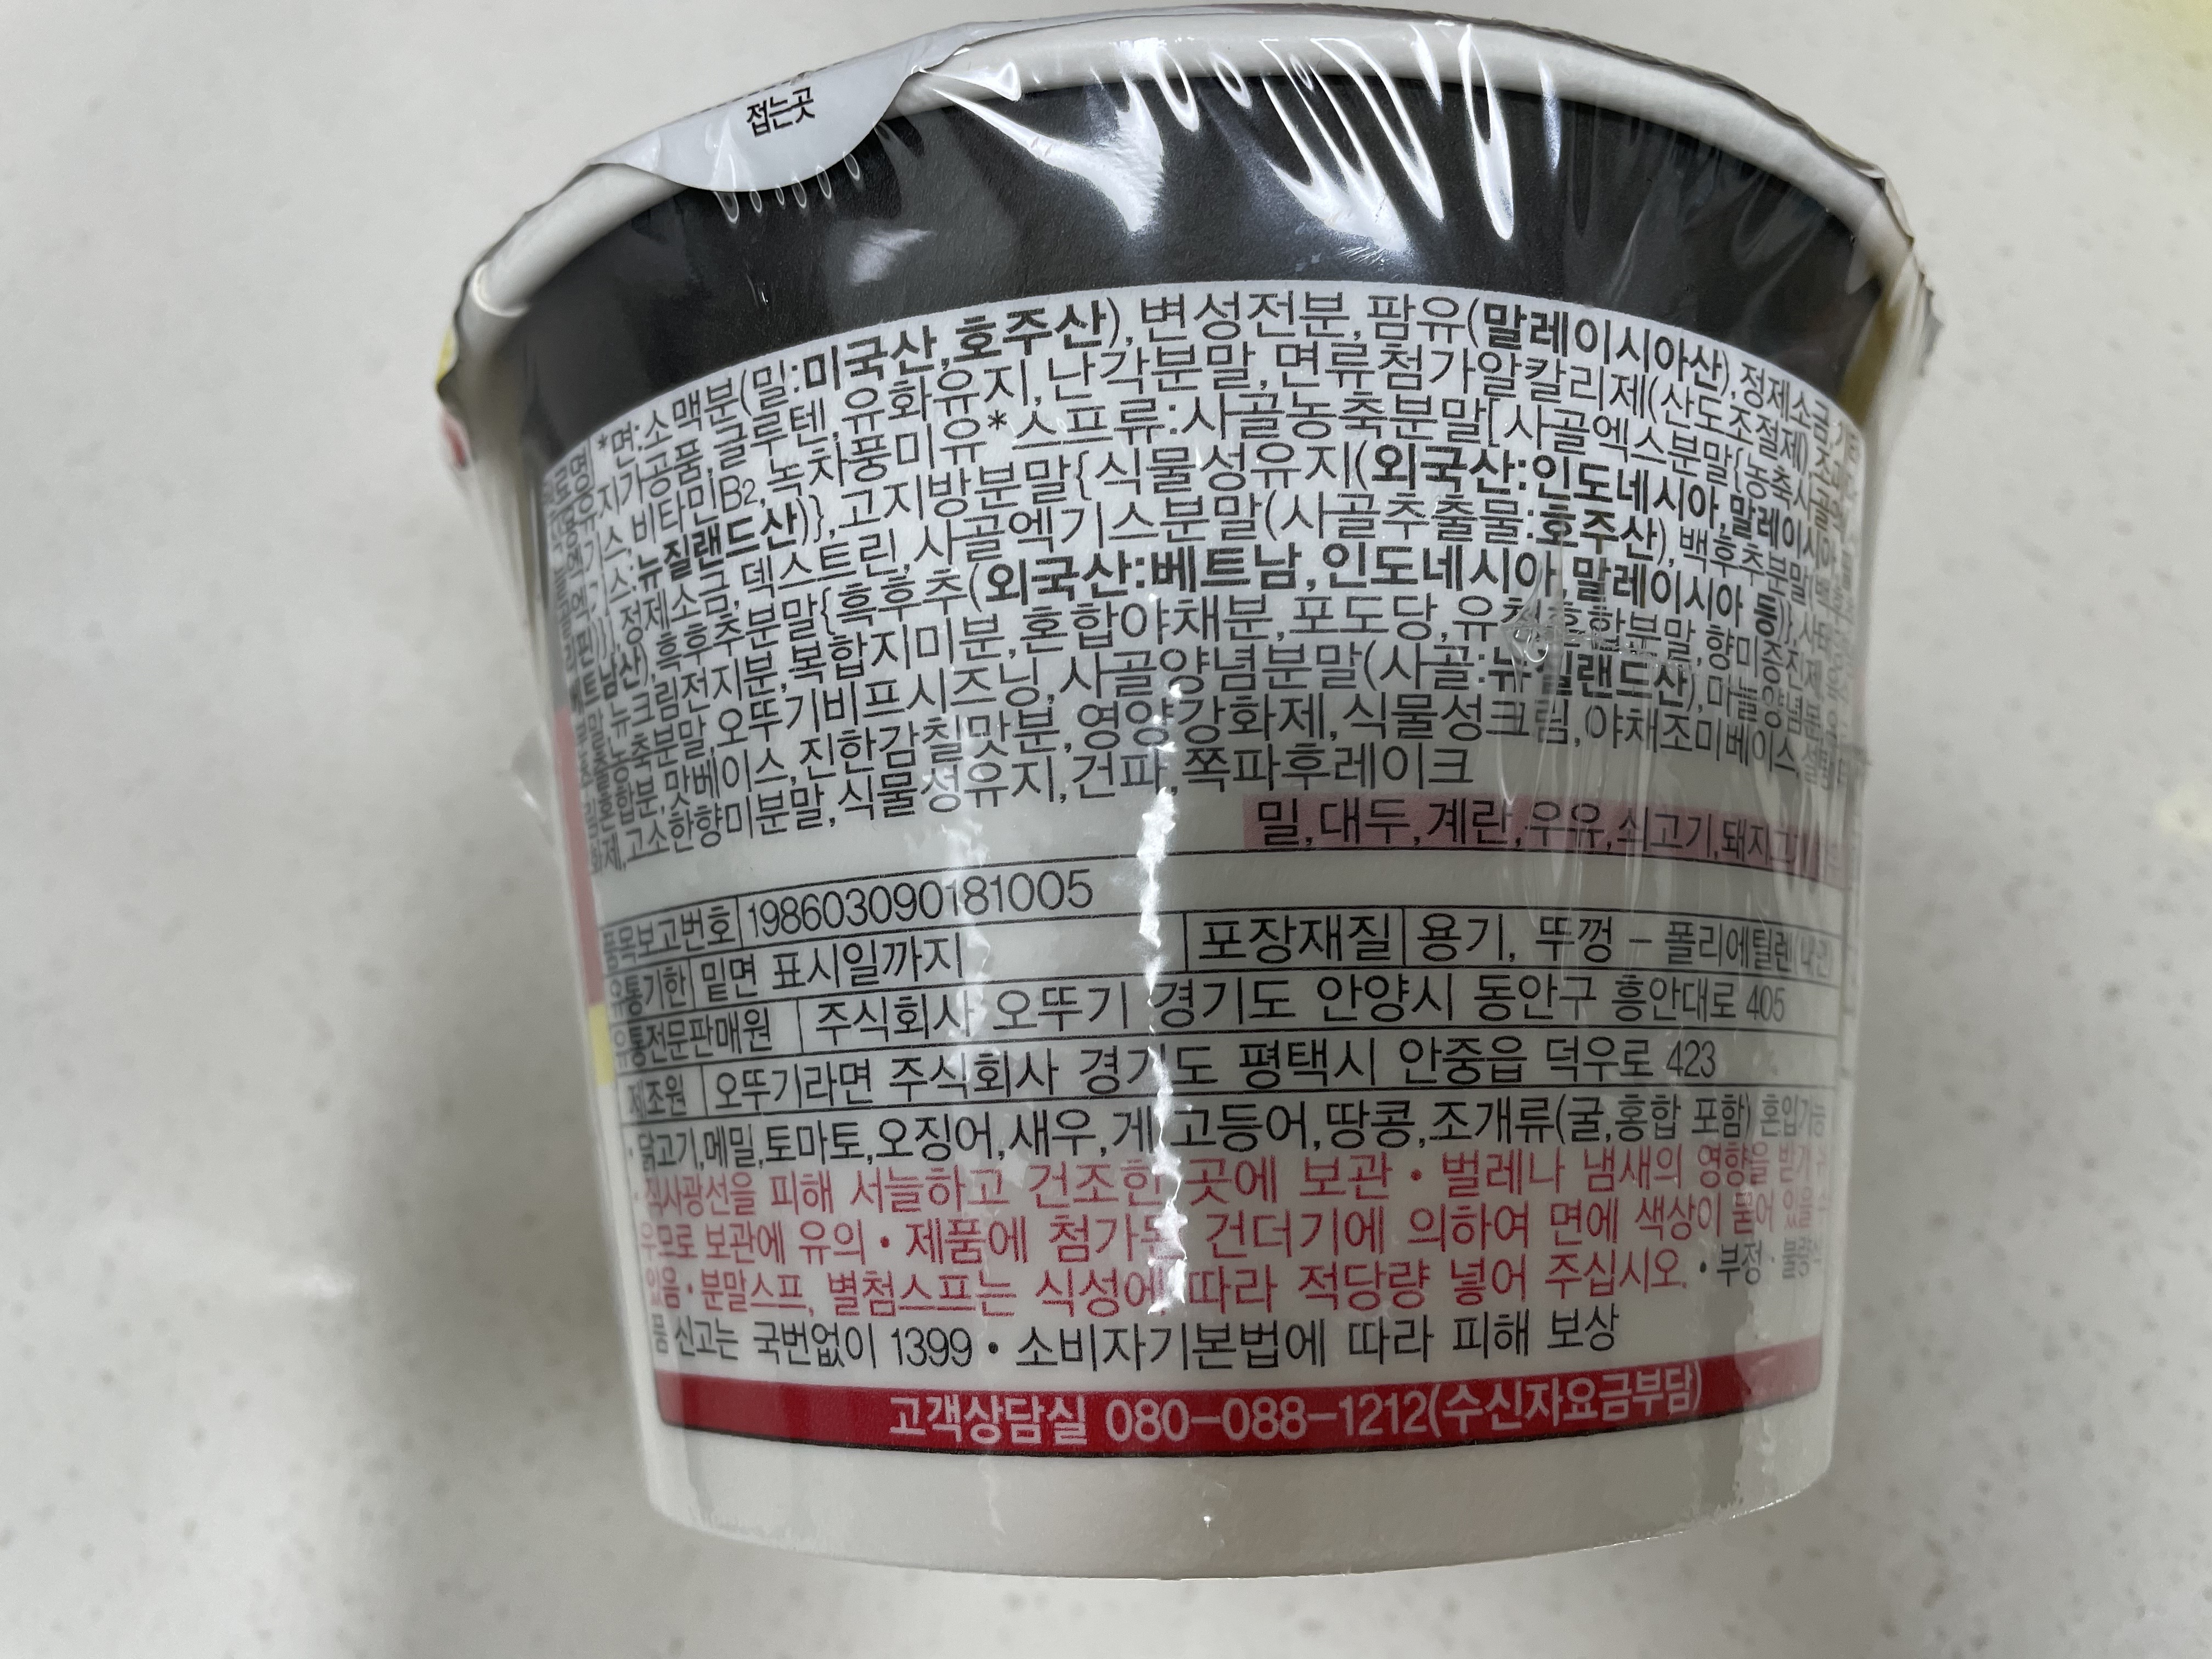 접는곳
*면:소맥분(밀:미국산,호주산),변성전분,팜유(말레이시아산),정제소금
유지가공품,글루텐,유화유지,난각분말,면류첨가알칼리제(산도조절제)
비타민B2,녹차풍미유*스프류:사골농축분말[사골엑스분말{농축사골
뉴질랜드산)},고지방분말{식물성유지(외국산:인도네시아,말레이시아
정제소금,덱스트린,사골엑기스분말(사골추출물:호주산),백후추분말
베트남산),흑후추분말{흑후추(외국산:베트남,인도네시아,말레이시아 등)}
뉴크림전지분,복합지미분,혼합야채분,포도당,유청혼합분말,향미증진제
농축분말,오뚜기비프시즈닝,사골양념분말(사골:뉴질랜드산),마늘양념
혼합분,맛베이스,진한감칠맛분,영양강화제,식물성크림,야채조미베이스,설탕
고소한향미분말,식물성유지,건파,쪽파후레이크
밀,대두,계란,우유,쇠고기,돼지고기
품목보고번호 198603090181005
유통기한 밑면 표시일까지 포장재질 용기, 뚜껑 – 폴리에틸렌(내면)
유통전문판매원 주식회사 오뚜기 경기도 안양시 동안구 흥안대로 405
제조원 오뚜기라면 주식회사 경기도 평택시 안중읍 덕우로 423
• 닭고기,메밀,토마토,오징어,새우,게,고등어,땅콩,조개류(굴,홍합 포함) 혼입가능
• 직사광선을 피해 서늘하고 건조한 곳에 보관 • 벌레나 냄새의 영향을 받기 쉬
우므로 보관에 유의 • 제품에 첨가된 건더기에 의하여 면에 색상이 묻어 있을 수
있음 • 분말스프, 별첨스프는 식성에 따라 적당량 넣어 주십시오. • 부정 · 불량식
품 신고는 국번없이 1399 • 소비자기본법에 따라 피해 보상
고객상담실 080–088–1212(수신자요금부담)